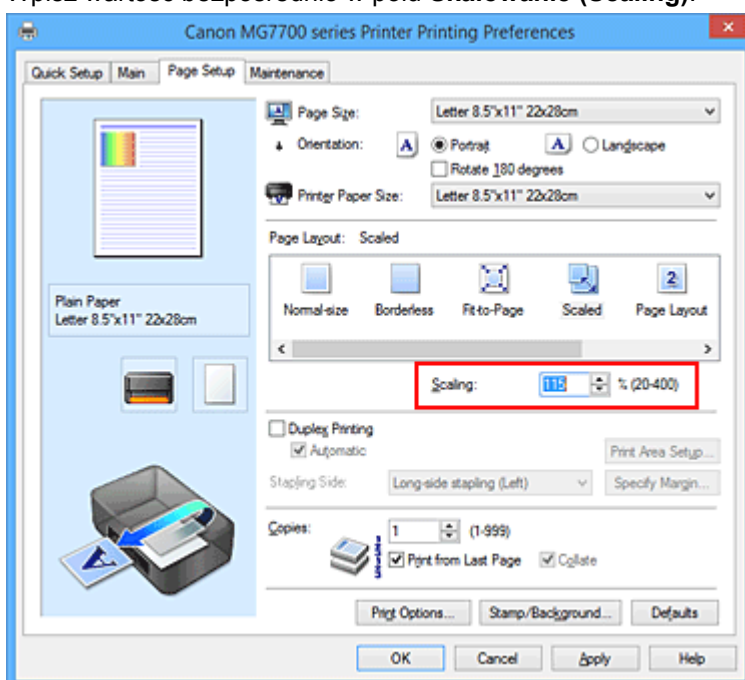 Wpisz wartość bezpośrednio w polu Skalowanie (Scaling).
Canon MG7700 series Printer Printing Preferences
Quick Setup Main Page Setup Maintenance
Page Size: Letter 8.5"x11" 22x28cm
Orientation: A Portrait A Landscape
Rotate 180 degrees
Printer Paper Size: Letter 8.5"x11" 22x28cm
Page Layout: Scaled
Normal-size Borderless Fit-to-Page Scaled Page Layout
Plain Paper
Letter 8.5"x11" 22x28cm
Scaling: 115 % (20-400)
Duplex Printing
Automatic Print Area Setup...
Stapling Side: Long-side stapling (Left) Specify Margin...
Copies: 1 (1-999)
Print from Last Page Collate
Print Options... Stamp/Background... Defaults
OK Cancel Apply Help